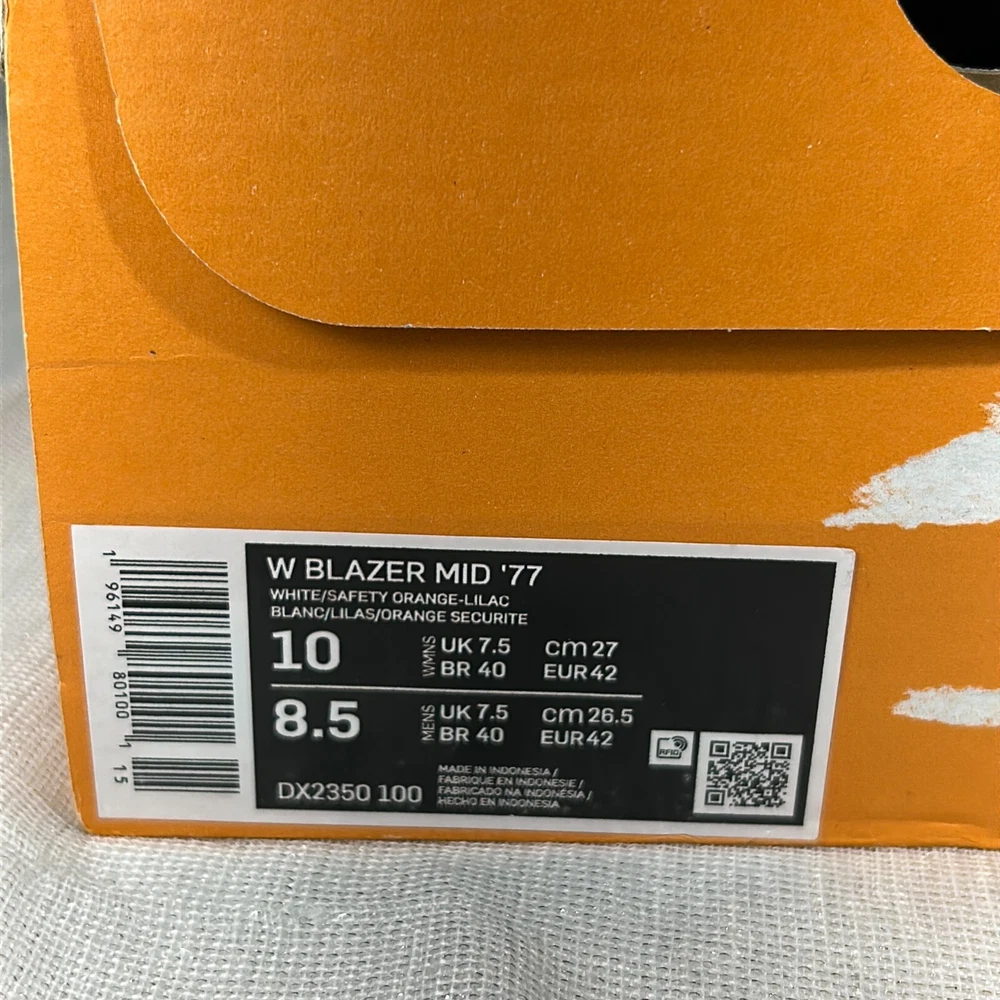 1 96149 80100 1 15
W BLAZER MID '77
WHITE/SAFETY ORANGE-LILAC
BLANC/LILAS/ORANGE SECURITE
10 WMNS UK 7.5 cm 27
BR 40 EUR 42
8.5 MENS UK 7.5 cm 26.5
BR 40 EUR 42
RFID
DX2350 100
MADE IN INDONESIA /
FABRIQUE EN INDONESIE /
FABRICADO NA INDONÉSIA /
HECHO EN INDONESIA